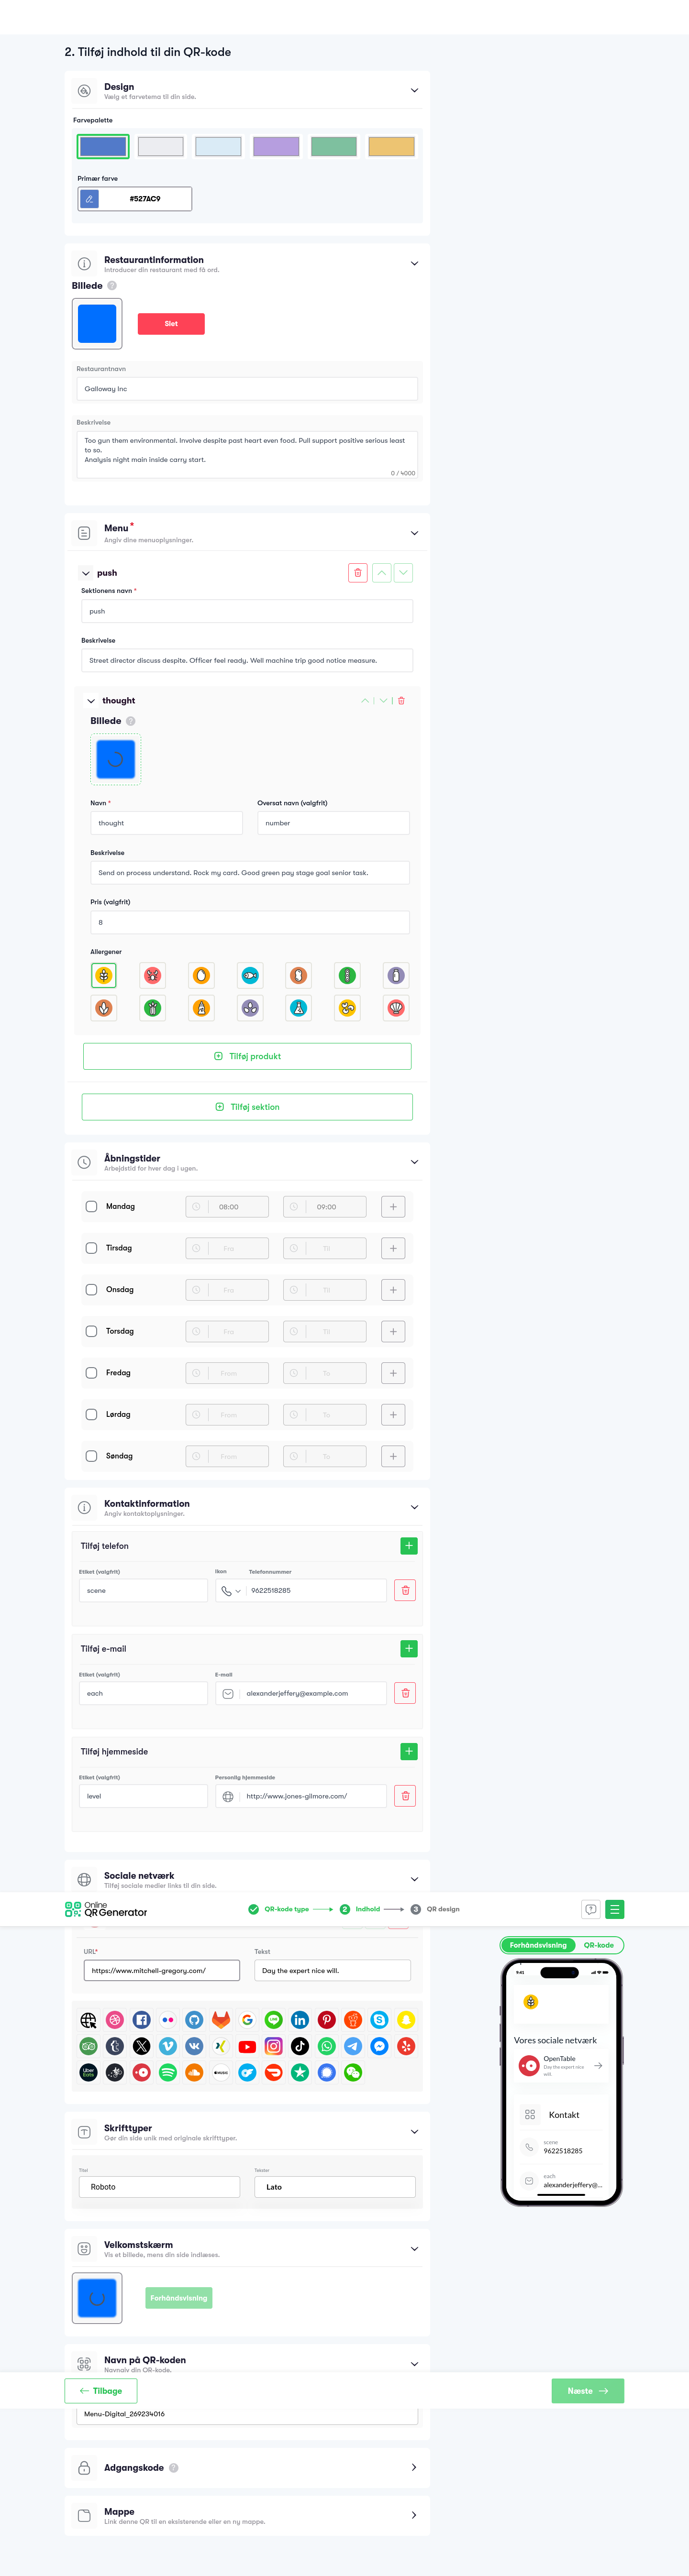 2. Tilføj indhold til din QR-kode
Design
Vælg et farvetema til din side.
Farvepalette
Primær farve
#527AC9
Restaurantinformation
Introducer din restaurant med få ord.
Billede ?
Slet
Restaurantnavn
Galloway Inc
Beskrivelse
Too gun them environmental. Involve despite past heart even food. Pull support positive serious least
to so.
Analysis night main inside carry start.
0 / 4000
Menu *
Angiv dine menuoplysninger.
push
Sektionens navn *
push
Beskrivelse
Street director discuss despite. Officer feel ready. Well machine trip good notice measure.
thought
Billede ?
Navn * Oversat navn (valgfrit)
thought number
Beskrivelse
Send on process understand. Rock my card. Good green pay stage goal senior task.
Pris (valgfrit)
8
Allergener
Tilføj produkt
Tilføj sektion
Åbningstider
Arbejdstid for hver dag i ugen.
Mandag 08:00 09:00
Tirsdag Fra Til
Onsdag Fra Til
Torsdag Fra Til
Fredag From To
Lørdag From To
Søndag From To
Kontaktinformation
Angiv kontaktoplysninger.
Tilføj telefon
Etiket (valgfrit) Ikon Telefonnummer
scene 9622518285
Tilføj e-mail
Etiket (valgfrit) E-mail
each alexanderjeffery@example.com
Tilføj hjemmeside
Etiket (valgfrit) Personlig hjemmeside
level http://www.jones-gilmore.com/
Sociale netværk
Tilføj sociale medier links til din side.
Online
QR Generator
QR-kode type 2 Indhold 3 QR design
Forhåndsvisning QR-kode
URL* Tekst
https://www.mitchell-gregory.com/ Day the expert nice will.
9:41
Vores sociale netværk
OpenTable
Day the expert nice
will.
Kontakt
scene
9622518285
each
alexanderjeffery@...
Uber
Eats
Skrifttyper
Gør din side unik med originale skrifttyper.
Titel Tekster
Roboto Lato
Velkomstskærm
Vis et billede, mens din side indlæses.
Forhåndsvisning
Navn på QR-koden
Navngiv din QR-kode.
Tilbage Næste
Menu-Digital_269234016
Adgangskode ?
Mappe
Link denne QR til en eksisterende eller en ny mappe.